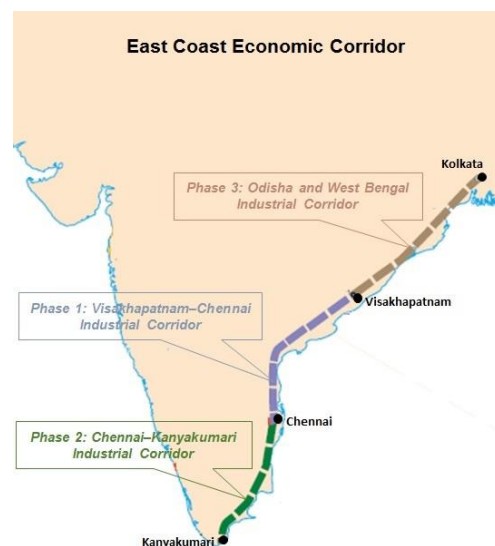 East Coast Economic Corridor
Kolkata
Phase 3: Odisha and West Bengal
Industrial Corridor
Visakhapatnam
Phase 1: Visakhapatnam–Chennai
Industrial Corridor
Chennai
Phase 2: Chennai–Kanyakumari
Industrial Corridor
Kanyakumari